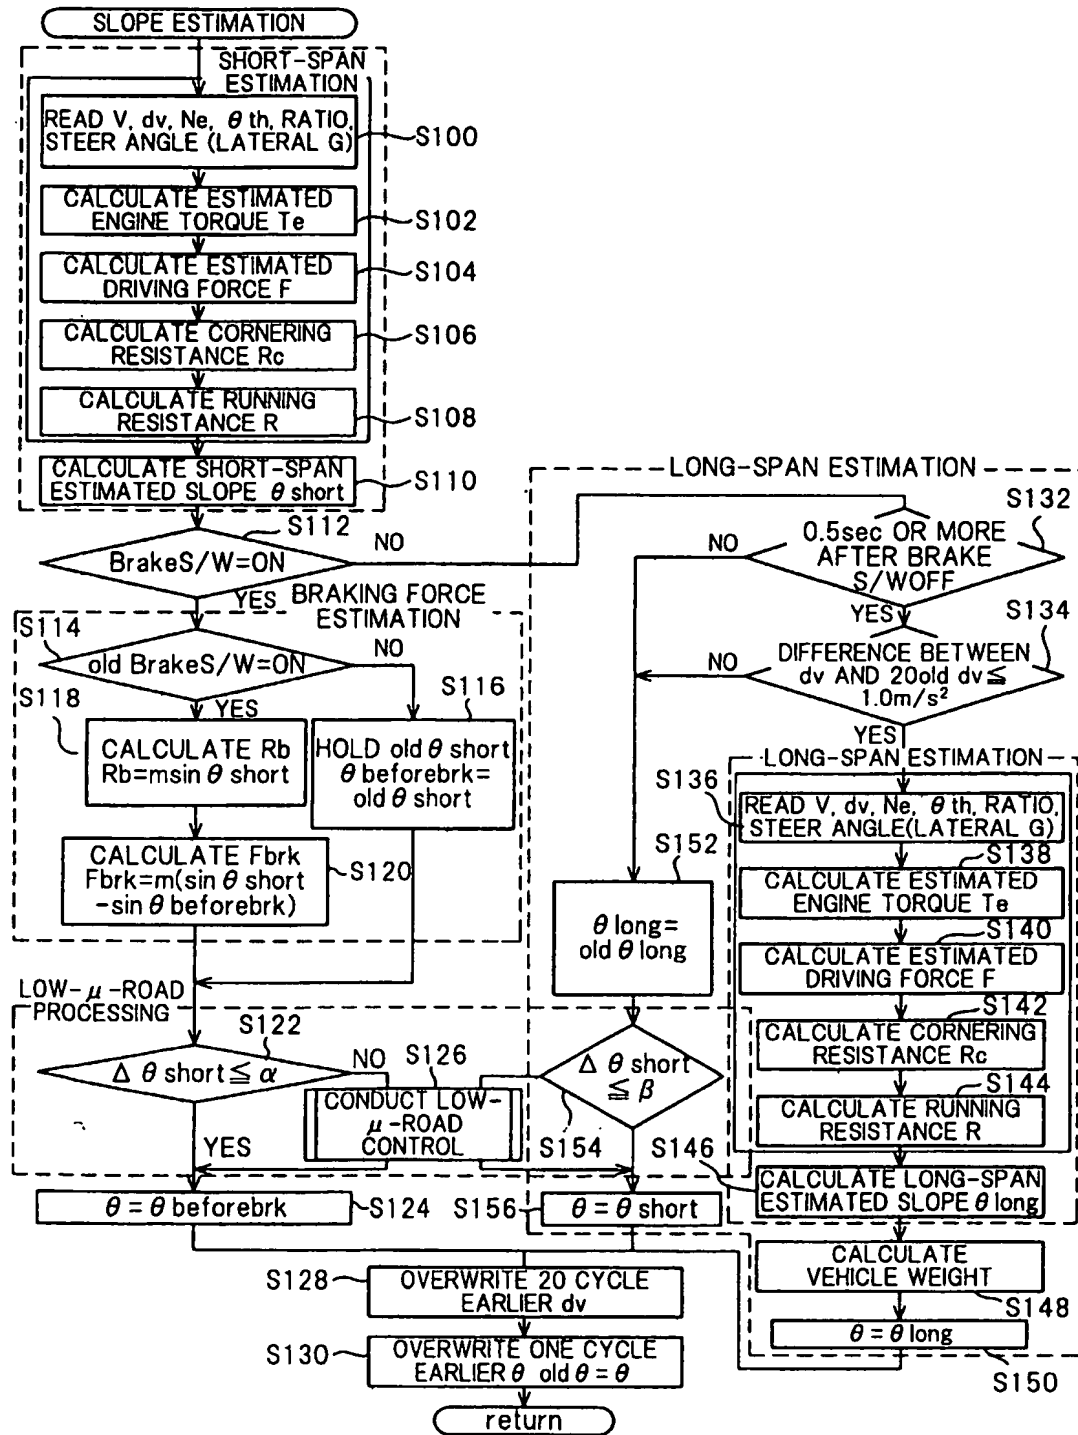 SLOPE ESTIMATION
SHORT-SPAN
ESTIMATION
READ V, dv, Ne, θ th, RATIO,
STEER ANGLE (LATERAL G)
S100
CALCULATE ESTIMATED
ENGINE TORQUE Te
S102
CALCULATE ESTIMATED
DRIVING FORCE F
S104
CALCULATE CORNERING
RESISTANCE Rc
S106
CALCULATE RUNNING
RESISTANCE R
S108
CALCULATE SHORT-SPAN
ESTIMATED SLOPE θ short
S110
S112
BrakeS/W=ON
NO
YES
BRAKING FORCE
ESTIMATION
S114
old BrakeS/W=ON
NO
YES
S118
CALCULATE Rb
Rb=msin θ short
S116
HOLD old θ short
θ beforebrk=
old θ short
CALCULATE Fbrk
Fbrk=m(sin θ short
-sin θ beforebrk)
S120
LOW-μ-ROAD
PROCESSING
S122
Δ θ short≦α
NO
YES
S126
CONDUCT LOW-
μ-ROAD
CONTROL
θ = θ beforebrk
S124
LONG-SPAN ESTIMATION
S132
0.5sec OR MORE
AFTER BRAKE
S/WOFF
NO
YES
S134
DIFFERENCE BETWEEN
dv AND 20old dv≦
1.0m/s²
NO
YES
LONG-SPAN ESTIMATION
S136
READ V, dv, Ne, θ th, RATIO,
STEER ANGLE(LATERAL G)
S138
CALCULATE ESTIMATED
ENGINE TORQUE Te
S140
CALCULATE ESTIMATED
DRIVING FORCE F
S142
CALCULATE CORNERING
RESISTANCE Rc
S144
CALCULATE RUNNING
RESISTANCE R
S146
CALCULATE LONG-SPAN
ESTIMATED SLOPE θ long
CALCULATE
VEHICLE WEIGHT
S148
θ = θ long
S150
S152
θ long=
old θ long
Δ θ short
≦ β
S154
S156
θ = θ short
S128
OVERWRITE 20 CYCLE
EARLIER dv
S130
OVERWRITE ONE CYCLE
EARLIER θ old θ = θ
return